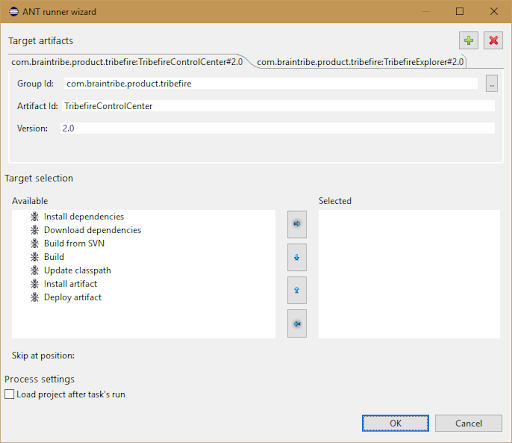 ANT runner wizard
Target artifacts
com.braintribe.product.tribefire:TribefireControlCenter#2.0 com.braintribe.product.tribefire:TribefireExplorer#2.0
Group Id: com.braintribe.product.tribefire ..
Artifact Id: TribefireControlCenter
Version: 2.0
Target selection
Available Selected
Install dependencies
Download dependencies
Build from SVN
Build
Update classpath
Install artifact
Deploy artifact
Skip at position:
Process settings
Load project after task's run
OK Cancel